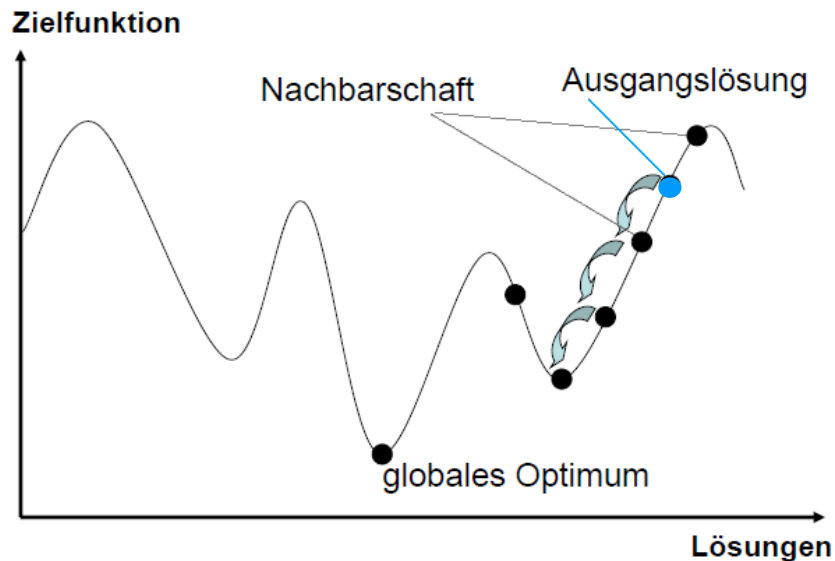 Zielfunktion
Ausgangslösung
Nachbarschaft
globales Optimum
Lösungen